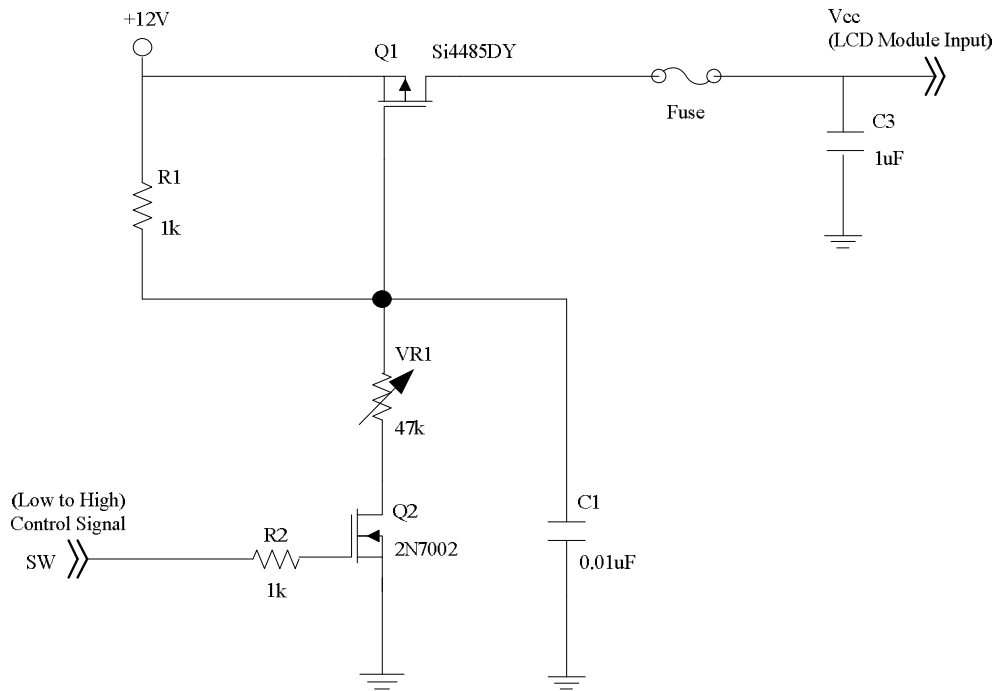 +12V
Q1
Si4485DY
Vcc
(LCD Module Input)
Fuse
C3
1uF
R1
1k
VR1
47k
(Low to High)
Control Signal
SW
R2
1k
Q2
2N7002
C1
0.01uF